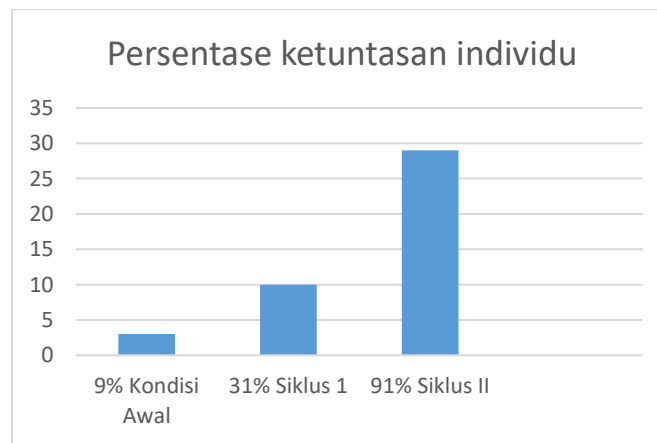 Persentase ketuntasan individu
35
30
25
20
15
10
5
0
9% Kondisi
Awal
31% Siklus 1
91% Siklus II